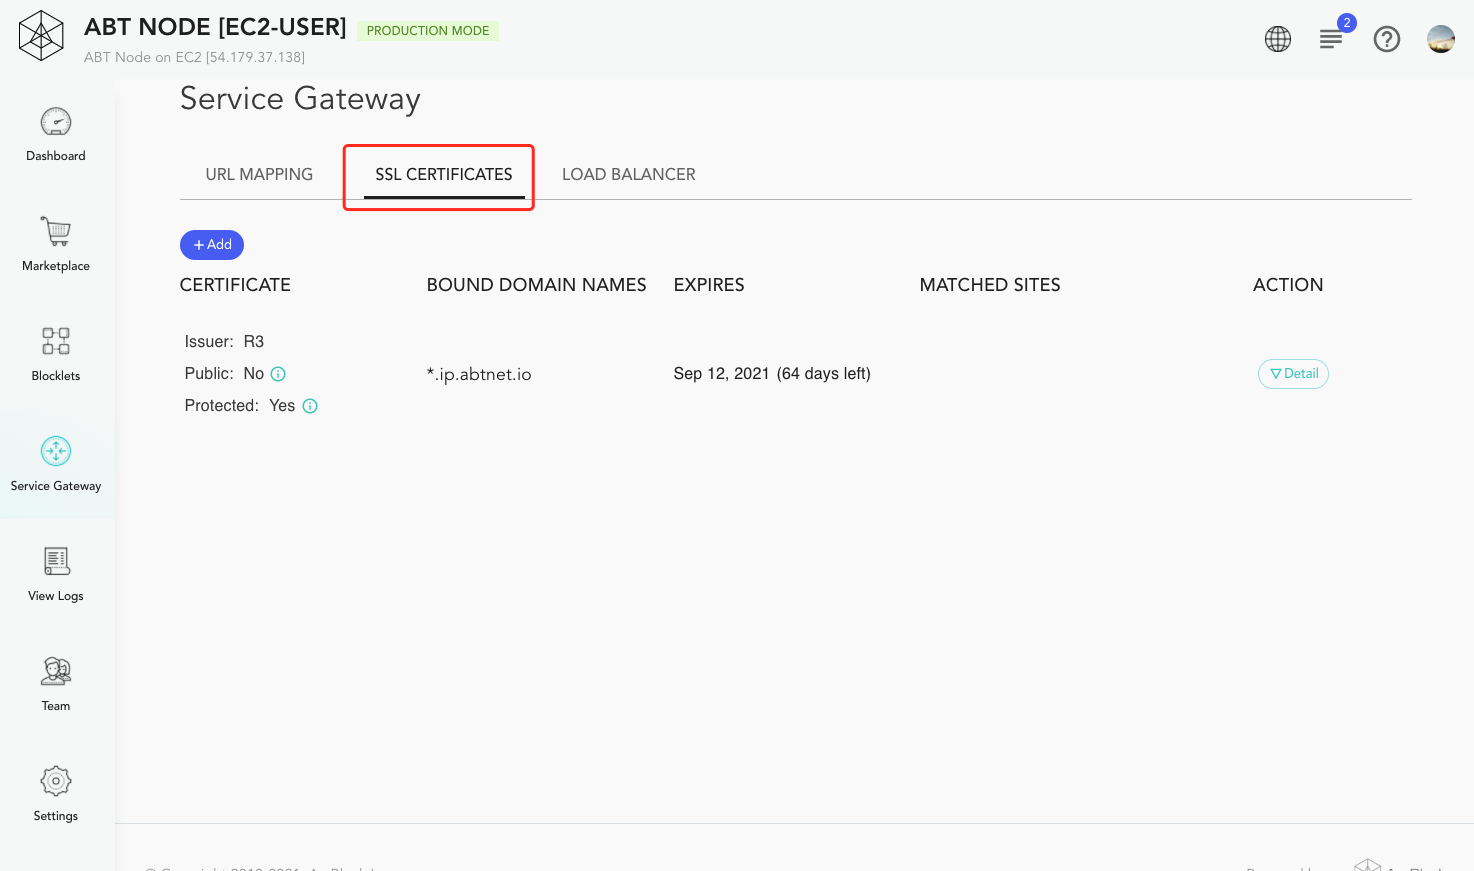 ABT NODE [EC2-USER] PRODUCTION MODE
ABT Node on EC2 [54.179.37.138]
2
Dashboard
Marketplace
Blocklets
Service Gateway
View Logs
Team
Settings
Service Gateway
URL MAPPING SSL CERTIFICATES LOAD BALANCER
+ Add
CERTIFICATE BOUND DOMAIN NAMES EXPIRES MATCHED SITES ACTION
Issuer: R3
Public: No
Protected: Yes
*.ip.abtnet.io
Sep 12, 2021 (64 days left)
Detail